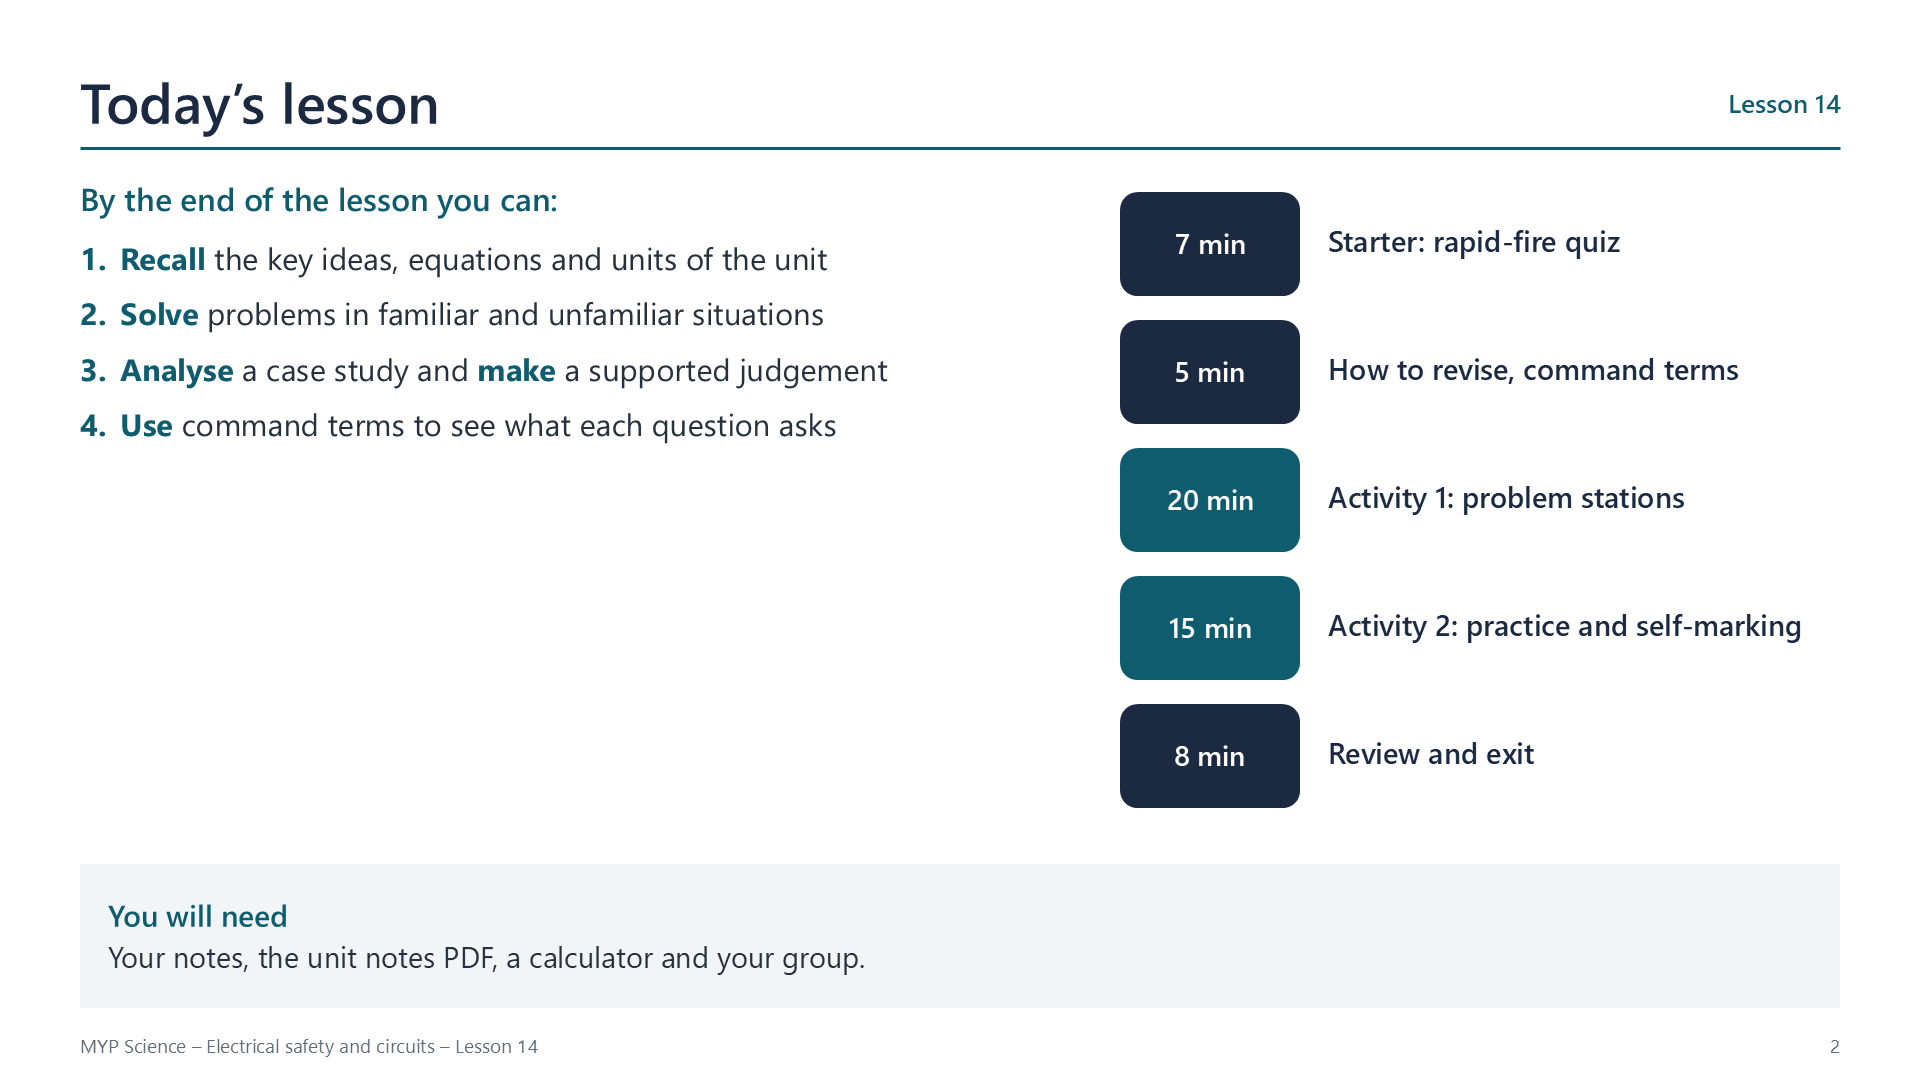 Today’s lesson
Lesson 14
By the end of the lesson you can:
1. Recall the key ideas, equations and units of the unit
2. Solve problems in familiar and unfamiliar situations
3. Analyse a case study and make a supported judgement
4. Use command terms to see what each question asks
7 min
Starter: rapid-fire quiz
5 min
How to revise, command terms
20 min
Activity 1: problem stations
15 min
Activity 2: practice and self-marking
8 min
Review and exit
You will need
Your notes, the unit notes PDF, a calculator and your group.
MYP Science – Electrical safety and circuits – Lesson 14
2